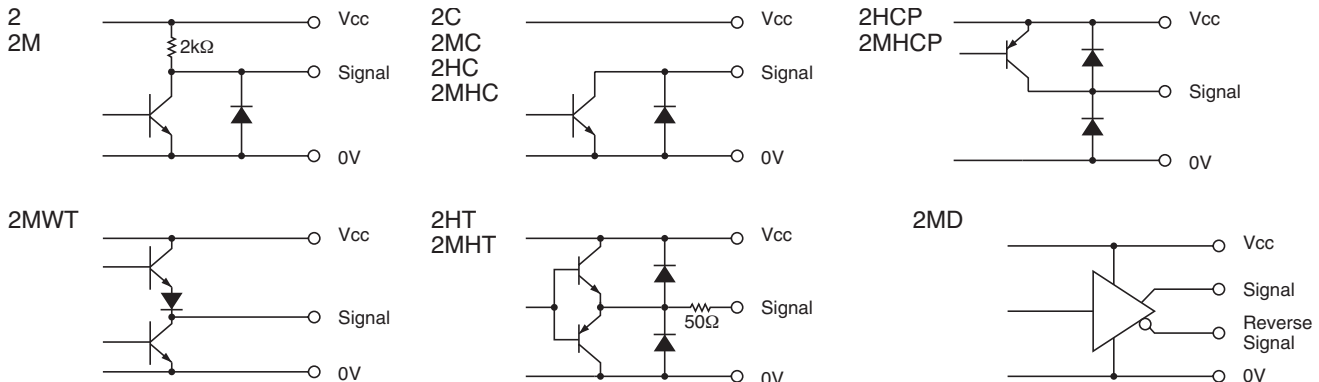 2
2M
Vcc
2kΩ
Signal
0V
2C
2MC
2HC
2MHC
Vcc
Signal
0V
2HCP
2MHCP
Vcc
Signal
0V
2MWT
Vcc
Signal
0V
2HT
2MHT
Vcc
Signal
50Ω
0V
2MD
Vcc
Signal
Reverse
Signal
0V